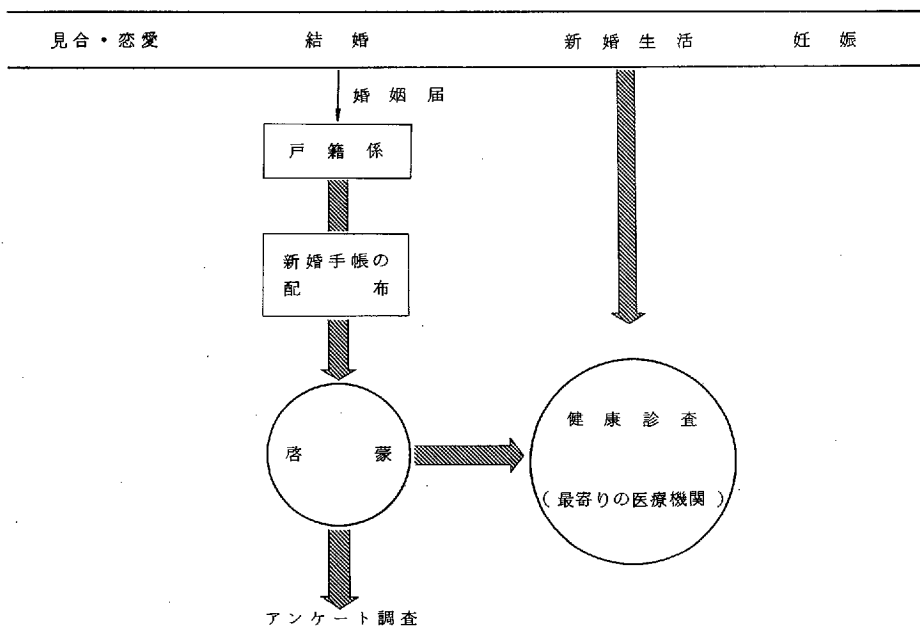 見合・恋愛 結婚 新婚生活 妊娠
婚姻届
戸籍係
新婚手帳の
配布
啓蒙
健康診査
(最寄りの医療機関)
アンケート調査